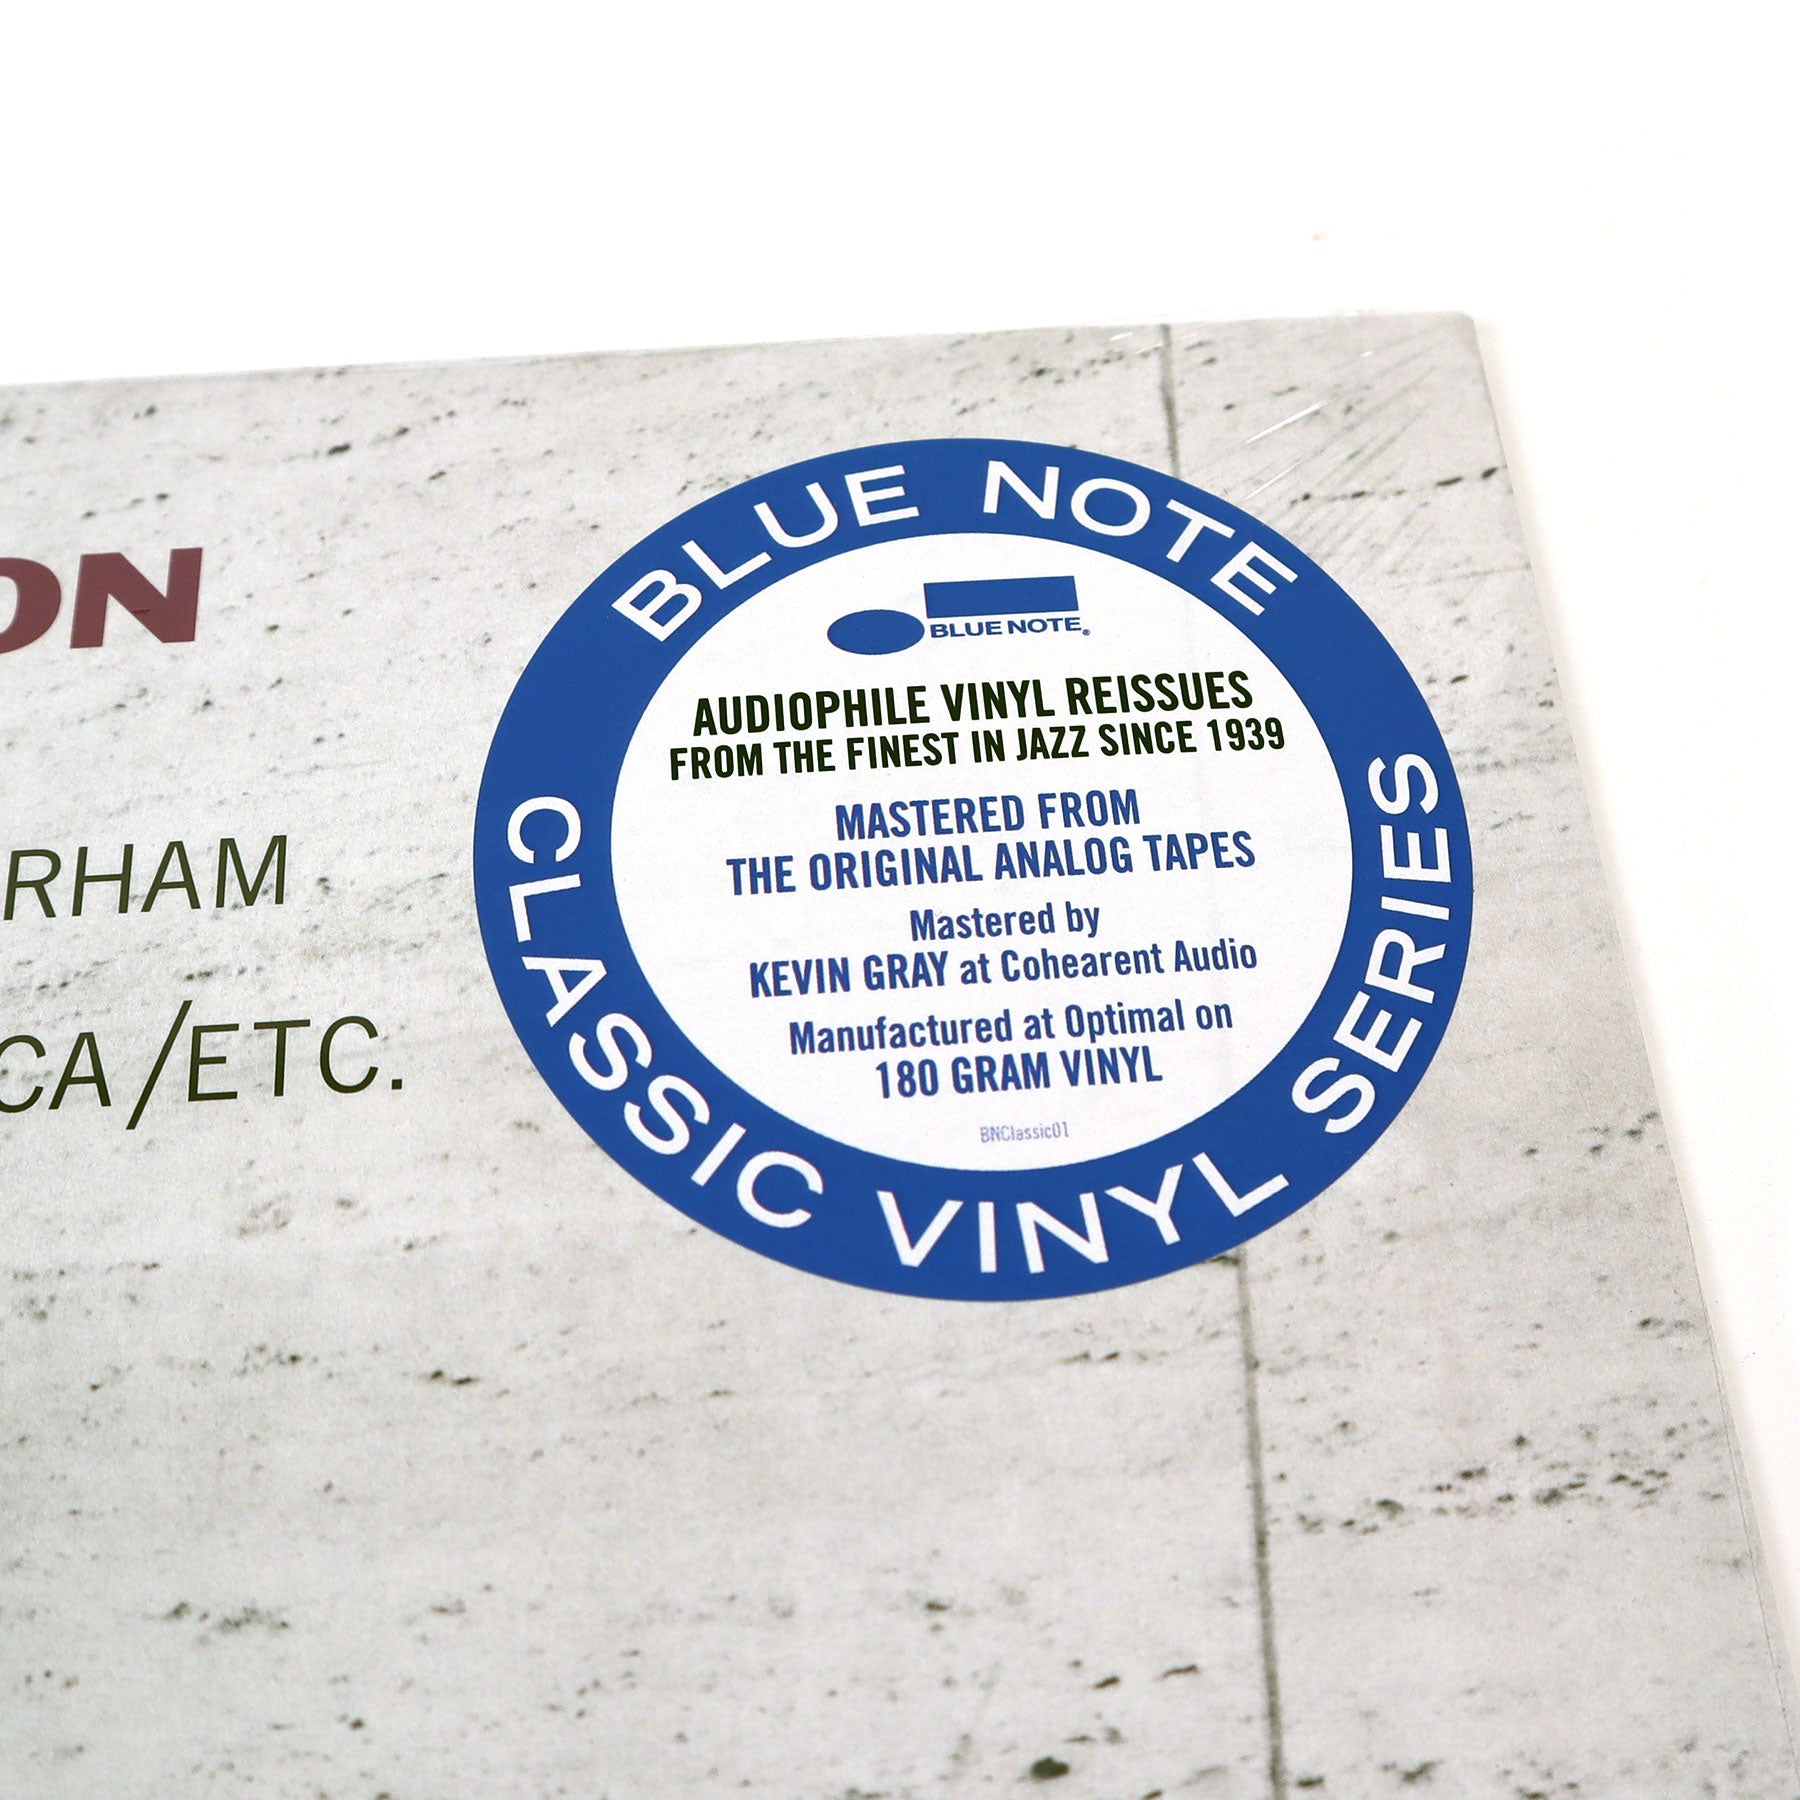 ON
RHAM
CA/ETC.
BLUE NOTE
CLASSIC VINYL SERIES
BLUE NOTE®
AUDIOPHILE VINYL REISSUES
FROM THE FINEST IN JAZZ SINCE 1939
MASTERED FROM
THE ORIGINAL ANALOG TAPES
Mastered by
KEVIN GRAY at Cohearent Audio
Manufactured at Optimal on
180 GRAM VINYL
BNClassic01